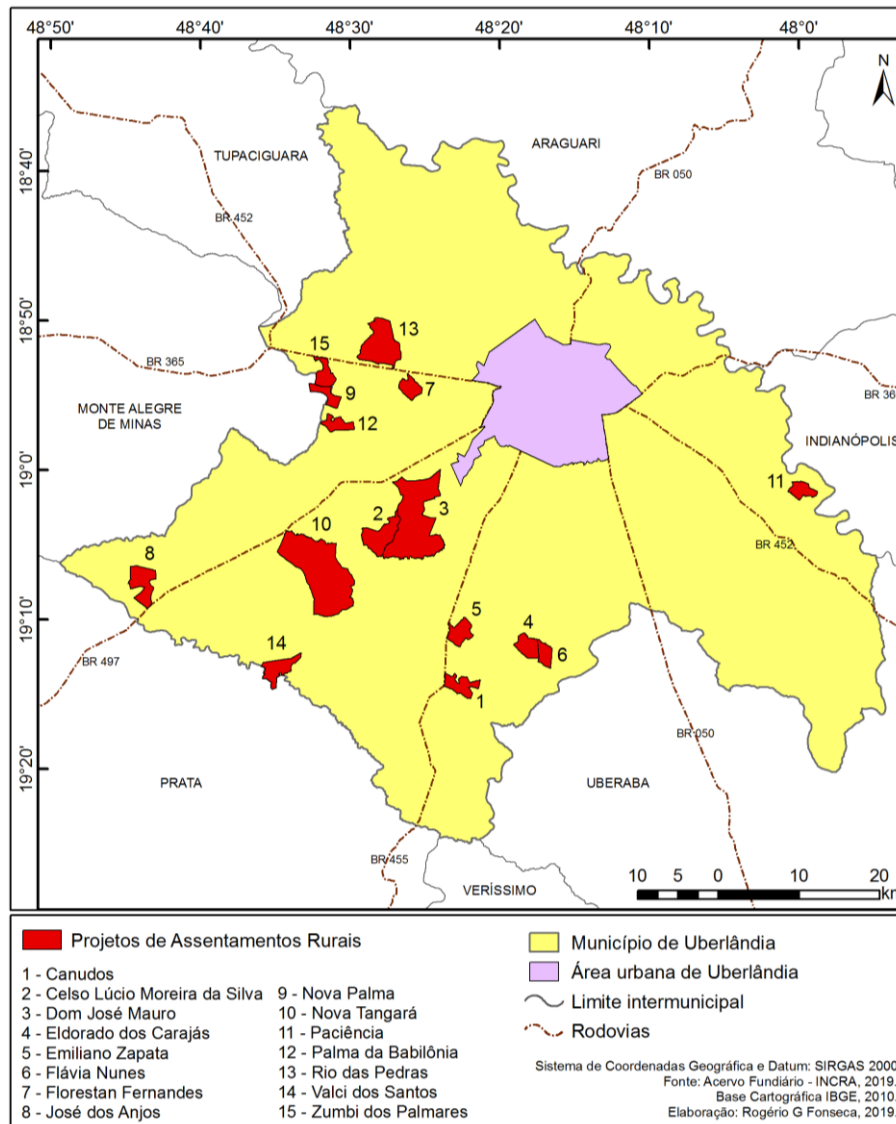 48°50' 48°40' 48°30' 48°20' 48°10' 48°0'
N
ARAGUARI
TUPACIGUARA
18°40'
BR 050
BR 452
18°50'
13
15
BR 365
7
9
BR 36
MONTE ALEGRE
DE MINAS
12
INDIANÓPOLIS
19°0'
11
3
2
10
BR 452
8
19°10'
5
4
14
6
BR 497
1
BR 050
19°20'
PRATA
UBERABA
BR 455
VERÍSSIMO
10 5 0 10 20
km
Projetos de Assentamentos Rurais
1 - Canudos
2 - Celso Lúcio Moreira da Silva
3 - Dom José Mauro
4 - Eldorado dos Carajás
5 - Emiliano Zapata
6 - Flávia Nunes
7 - Florestan Fernandes
8 - José dos Anjos
9 - Nova Palma
10 - Nova Tangará
11 - Paciência
12 - Palma da Babilônia
13 - Rio das Pedras
14 - Valci dos Santos
15 - Zumbi dos Palmares
Município de Uberlândia
Área urbana de Uberlândia
Limite intermunicipal
Rodovias
Sistema de Coordenadas Geográfica e Datum: SIRGAS 2000.
Fonte: Acervo Fundiário - INCRA, 2019.
Base Cartográfica IBGE, 2010.
Elaboração: Rogério G Fonseca, 2019.